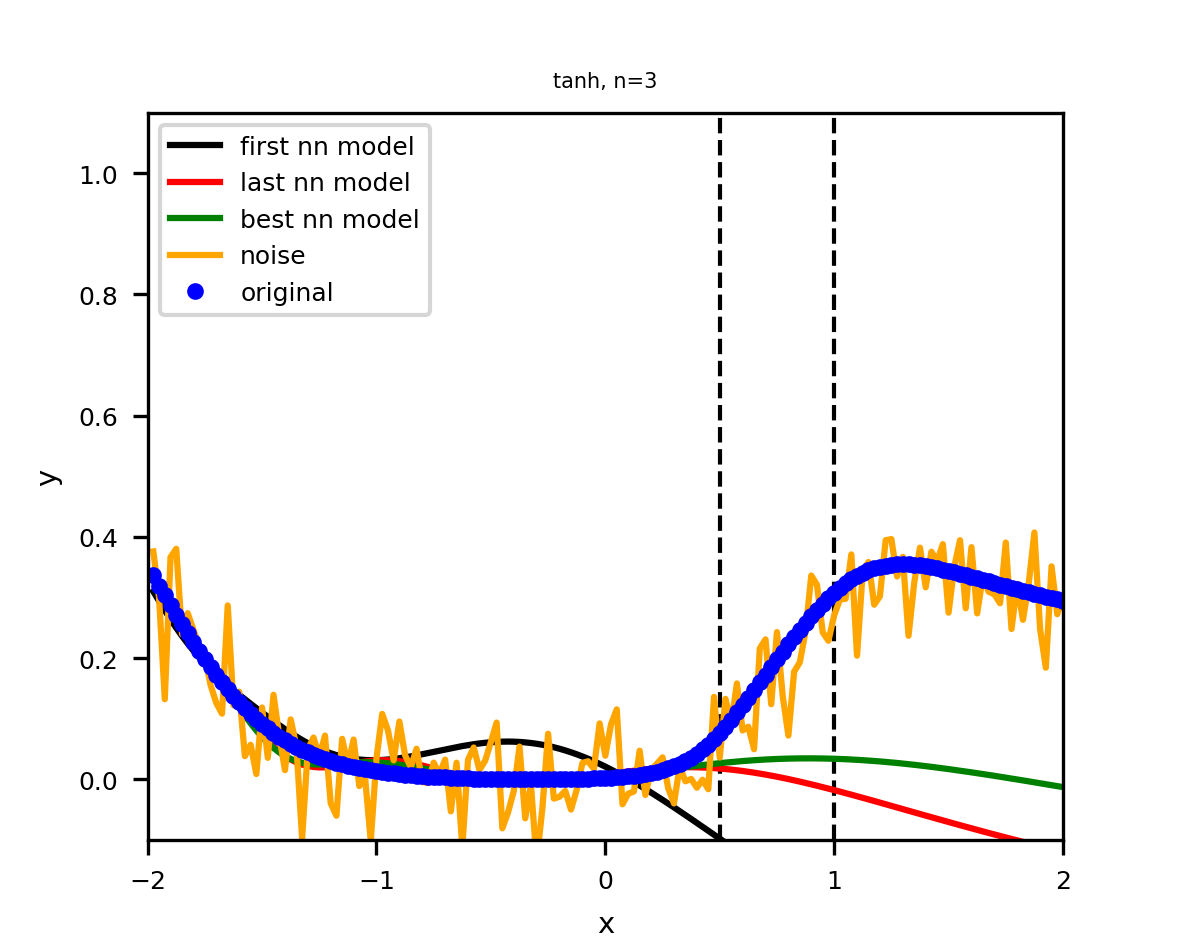 tanh, n=3
first nn model
last nn model
best nn model
noise
original
1.0
0.8
0.6
0.4
0.2
0.0
y
−2 −1 0 1 2
x